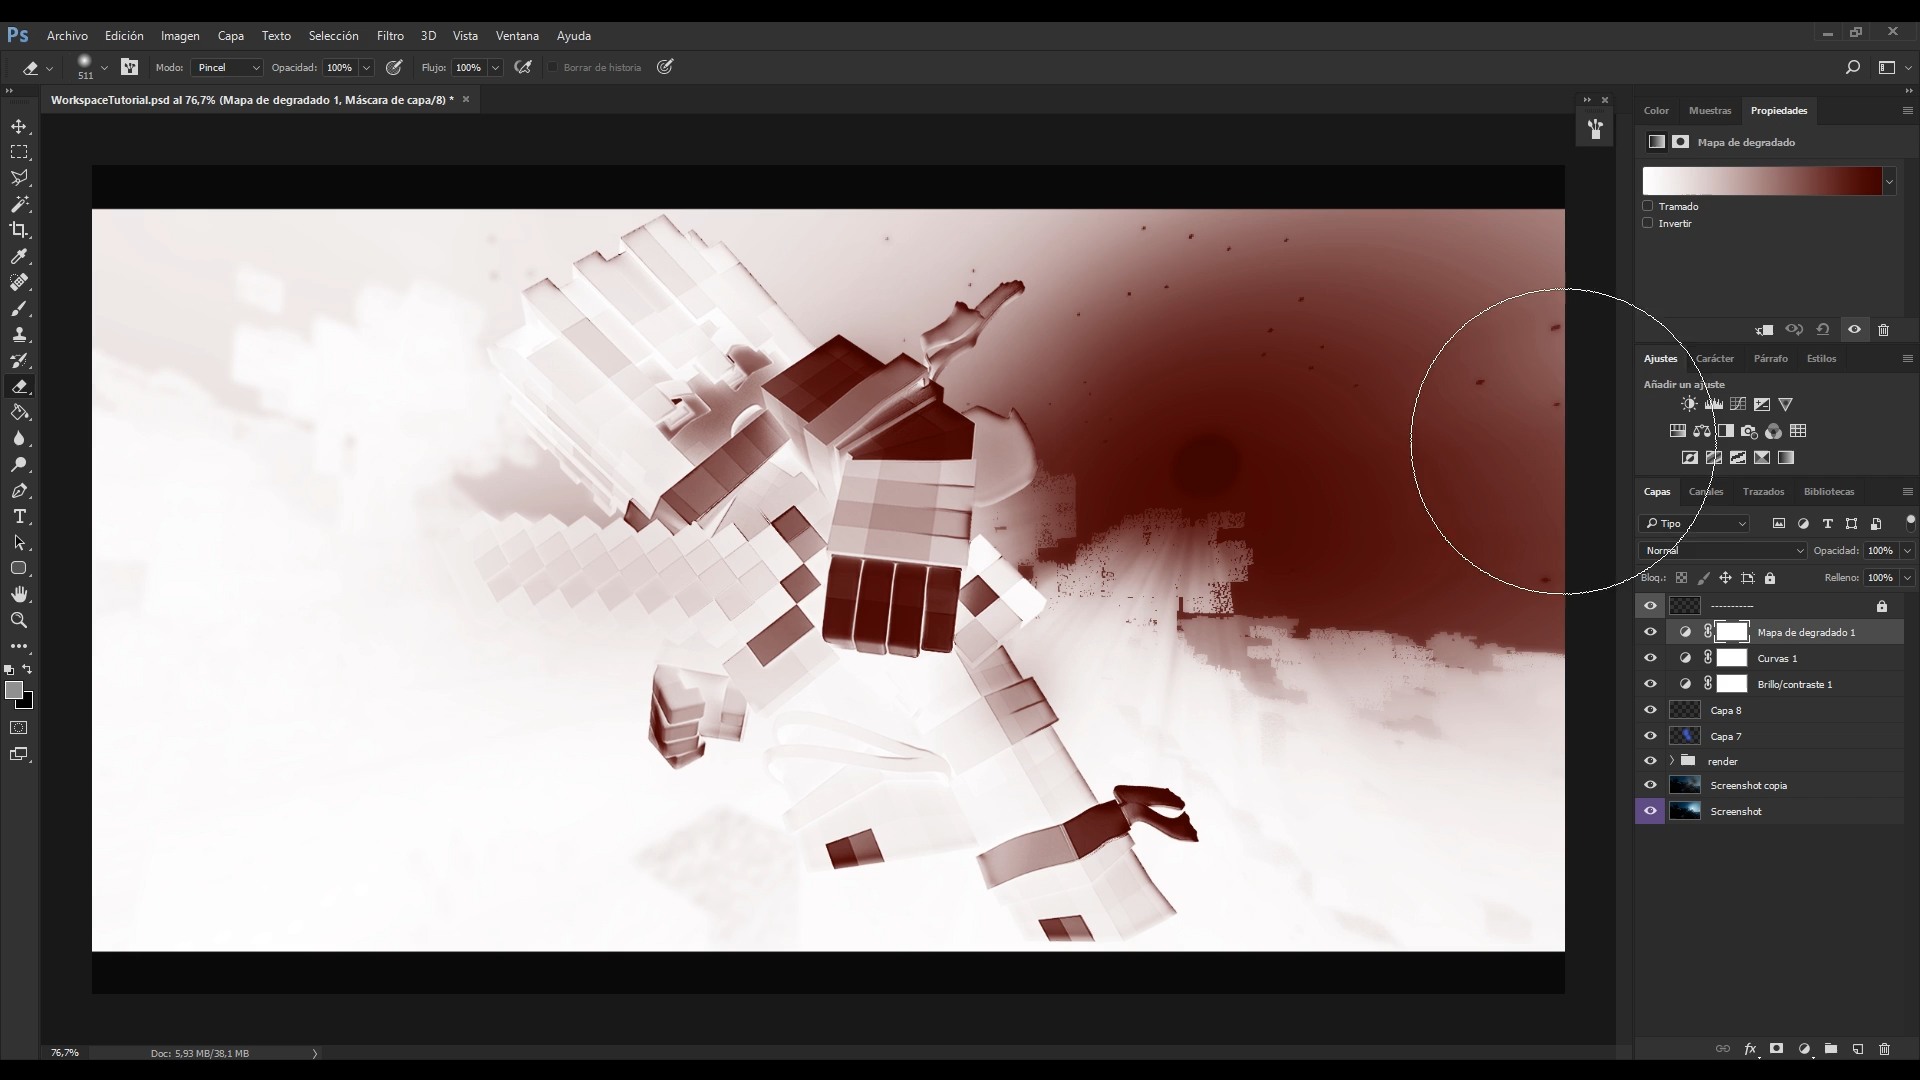 Ps Archivo Edición Imagen Capa Texto Selección Filtro 3D Vista Ventana Ayuda
511 Modo: Pincel Opacidad: 100% Flujo: 100% Borrar de historia
WorkspaceTutorial.psd al 76,7% (Mapa de degradado 1, Máscara de capa/8) *
Color Muestras Propiedades
Mapa de degradado
Tramado
Invertir
Ajustes Carácter Párrafo Estilos
Añadir un ajuste
Capas Canales Trazados Bibliotecas
Tipo
Normal Opacidad: 100%
Bloq.: Relleno: 100%
-----------
Mapa de degradado 1
Curvas 1
Brillo/contraste 1
Capa 8
Capa 7
render
Screenshot copia
Screenshot
76,7% Doc: 5,93 MB/38,1 MB
fx